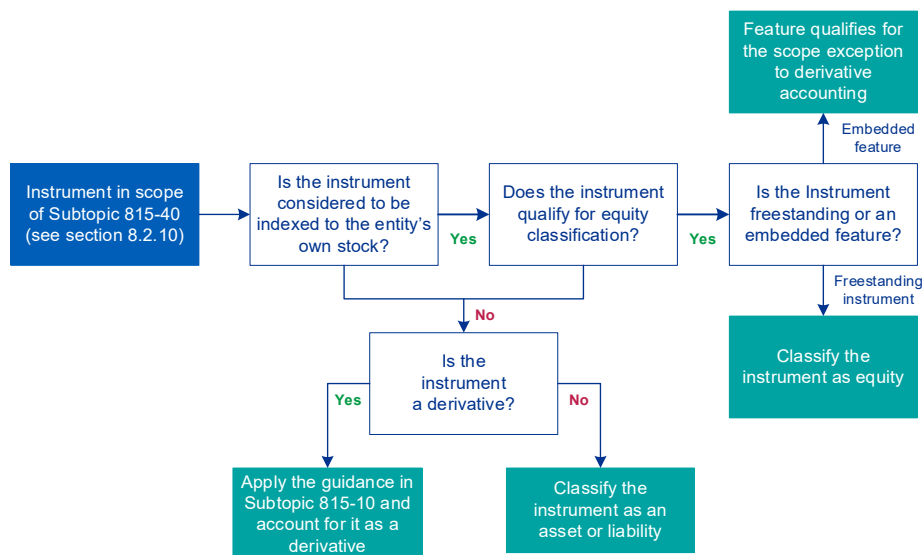 Feature qualifies for
the scope exception
to derivative
accounting
Embedded
feature
Instrument in scope
of Subtopic 815-40
(see section 8.2.10)
Is the instrument
considered to be
indexed to the entity’s
own stock?
Yes
Does the instrument
qualify for equity
classification?
Yes
Is the Instrument
freestanding or an
embedded feature?
Freestanding
instrument
No
Classify the
instrument as equity
Is the
instrument
a derivative?
Yes
No
Apply the guidance in
Subtopic 815-10 and
account for it as a
derivative
Classify the
instrument as an
asset or liability